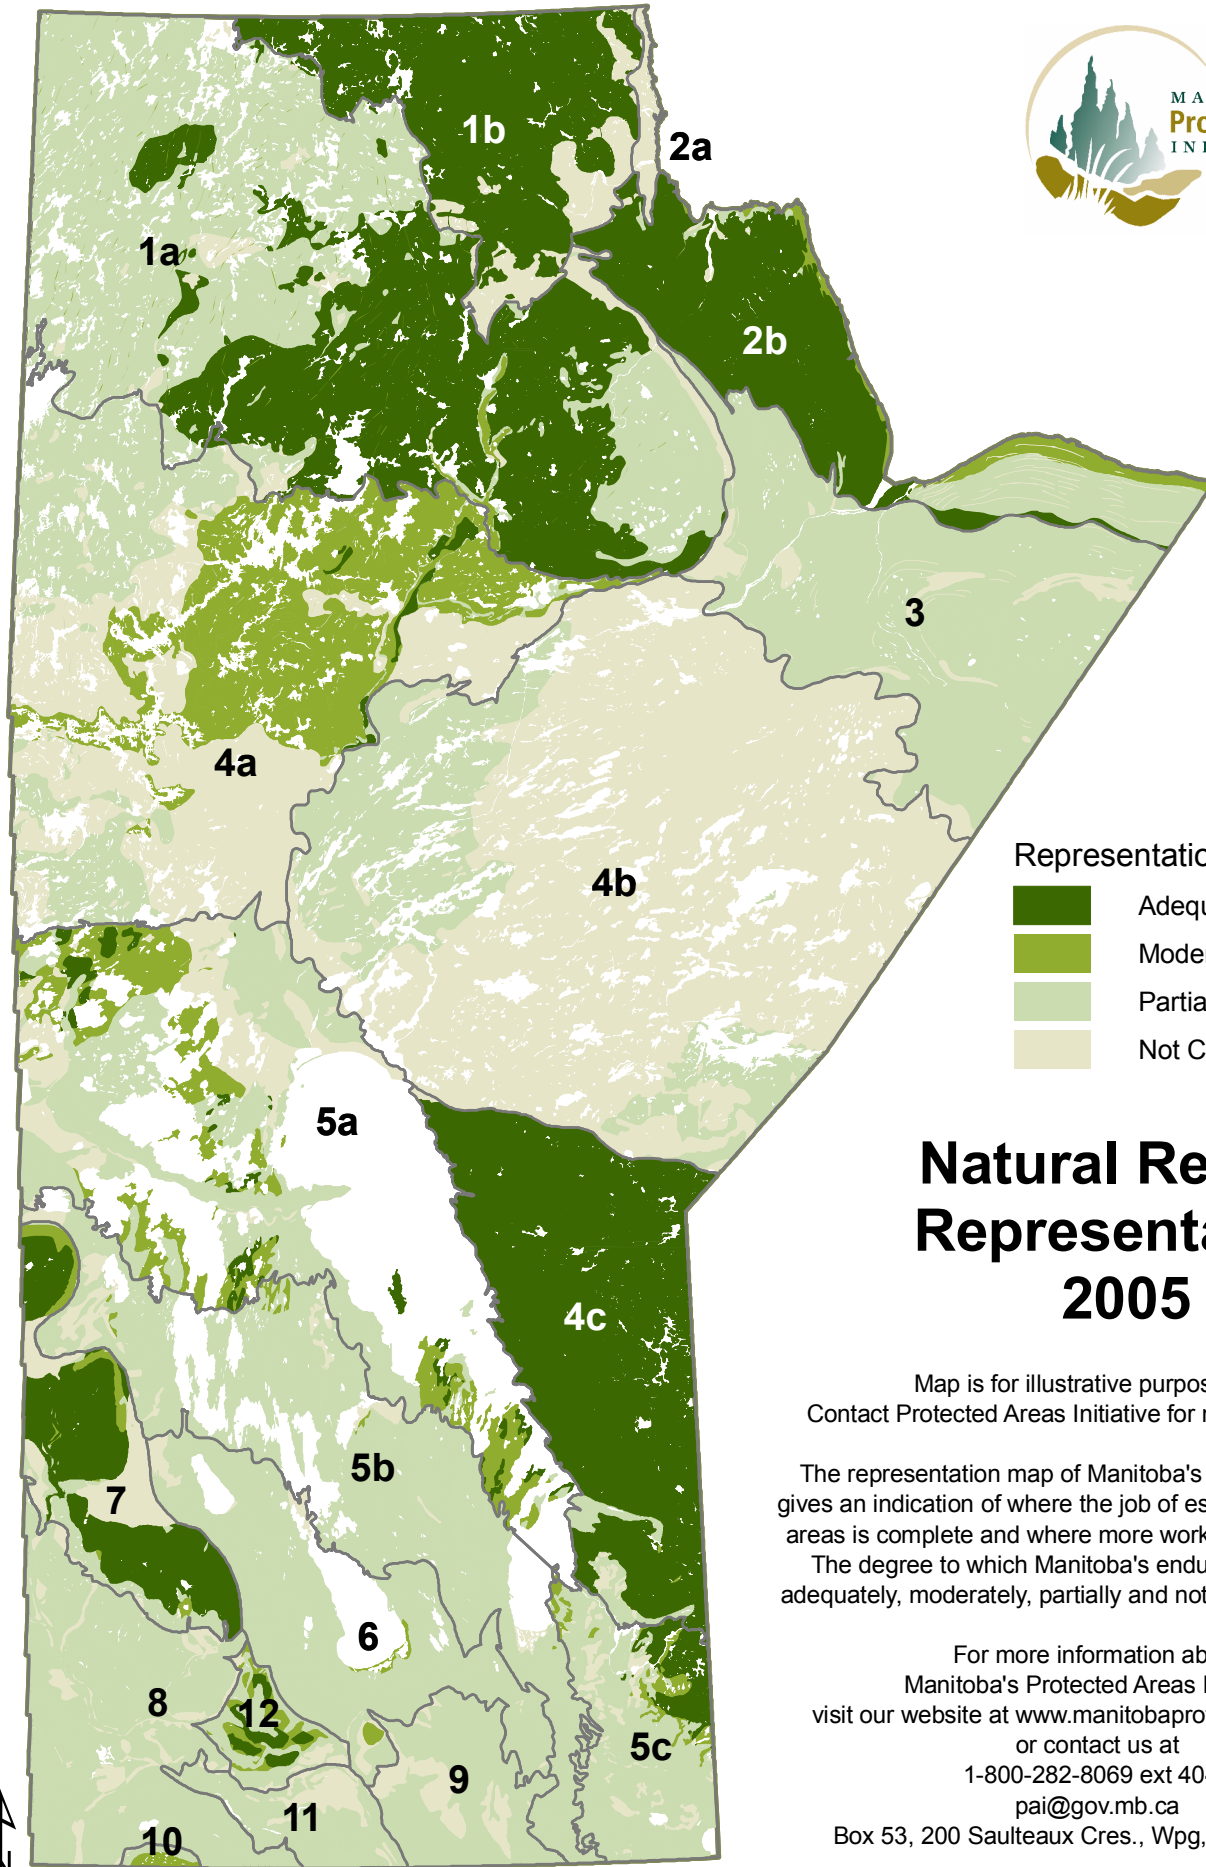 MA
Pro
IN
1b
2a
1a
2b
3
4a
4b
Representatio
Adequ
Moder
Partia
Not C
5a
Natural Re
Representa
2005
4c
Map is for illustrative purpos
Contact Protected Areas Initiative for
5b
The representation map of Manitoba's
gives an indication of where the job of es
areas is complete and where more work
The degree to which Manitoba's endu
adequately, moderately, partially and not
7
6
For more information ab
Manitoba's Protected Areas
visit our website at www.manitobapro
or contact us at
1-800-282-8069 ext 40
pai@gov.mb.ca
Box 53, 200 Saulteaux Cres., Wpg,
8
12
5c
9
11
10